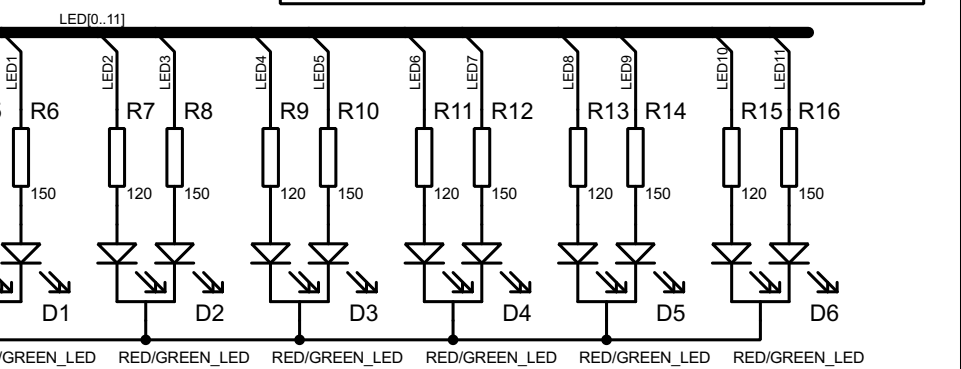 LED[0..11]
LED1 LED2 LED3 LED4 LED5 LED6 LED7 LED8 LED9 LED10 LED11
R6 R7 R8 R9 R10 R11 R12 R13 R14 R15 R16
150 120 150 120 150 120 150 120 150 120 150
D1 D2 D3 D4 D5 D6
/GREEN_LED RED/GREEN_LED RED/GREEN_LED RED/GREEN_LED RED/GREEN_LED RED/GREEN_LED